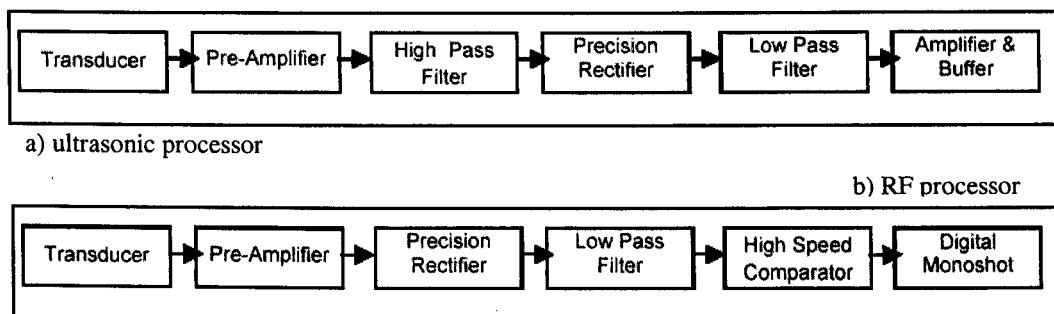 Transducer
Pre-Amplifier
High Pass
Filter
Precision
Rectifier
Low Pass
Filter
Amplifier &
Buffer
a) ultrasonic processor
b) RF processor
Transducer
Pre-Amplifier
Precision
Rectifier
Low Pass
Filter
High Speed
Comparator
Digital
Monoshot